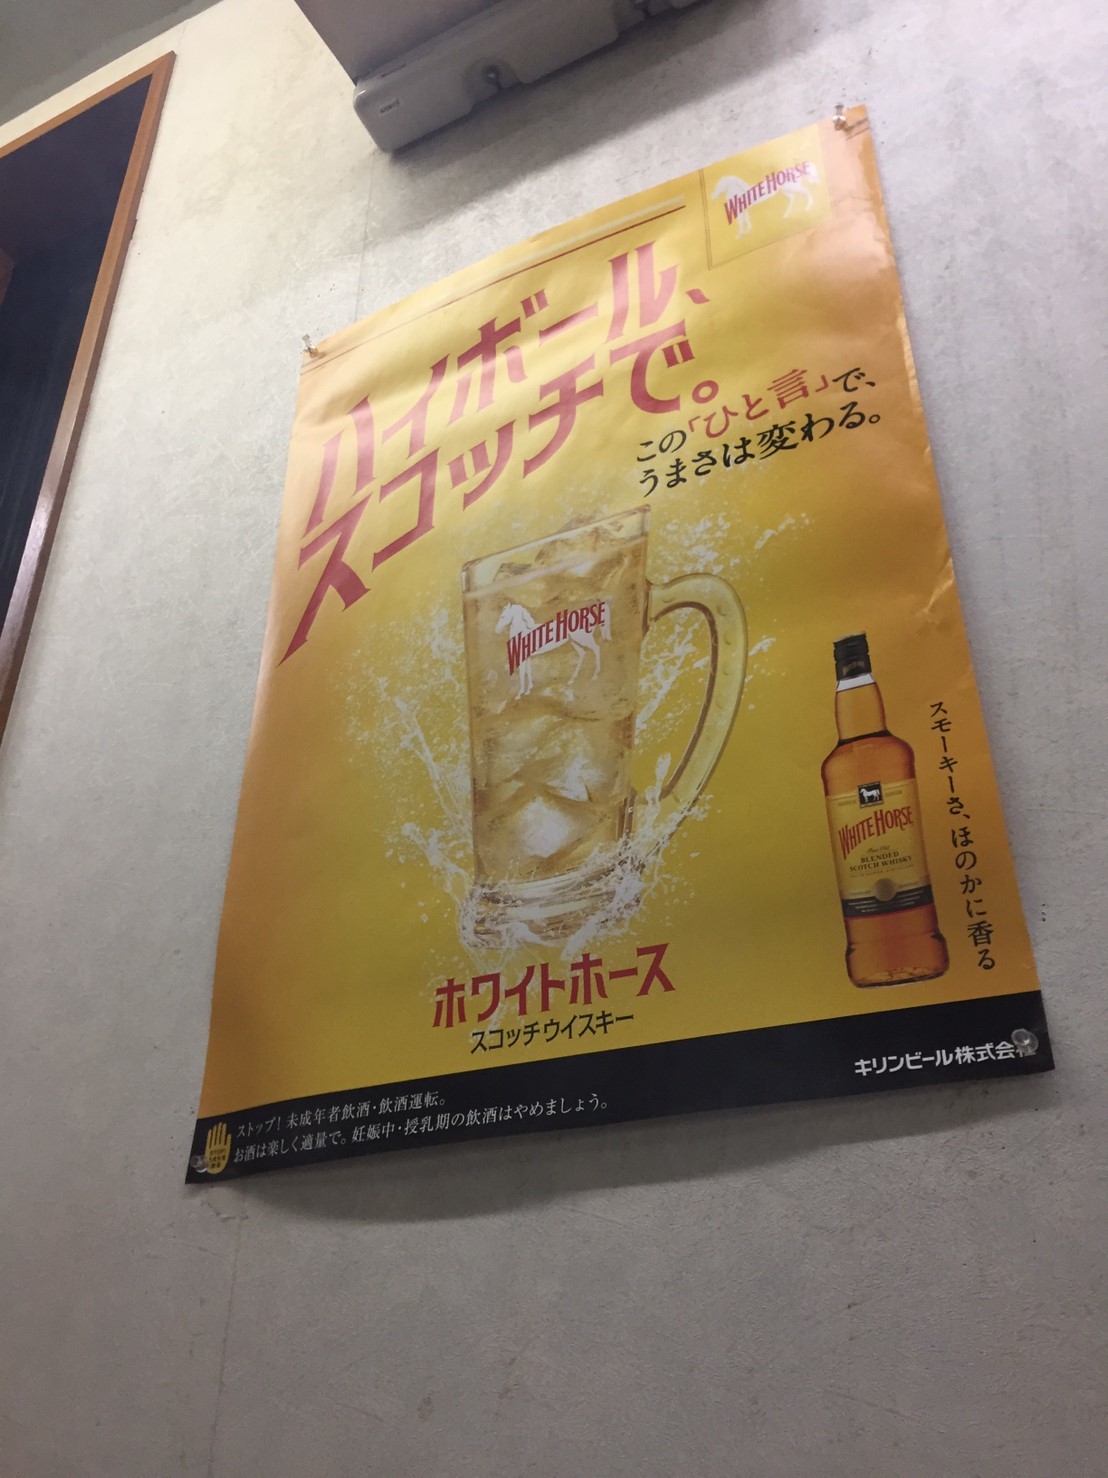 WHITE HORSE
ハイボール、
スコッチで。
この「ひと言」で、
うまさは変わる。
WHITE HORSE
WHITE HORSE
BLENDED
SCOTCH WHISKY
スモーキーさ、ほのかに香る
ホワイトホース
スコッチウイスキー
キリンビール株式会社
ストップ! 未成年者飲酒・飲酒運転。
お酒は楽しく適量で。妊娠中・授乳期の飲酒はやめましょう。